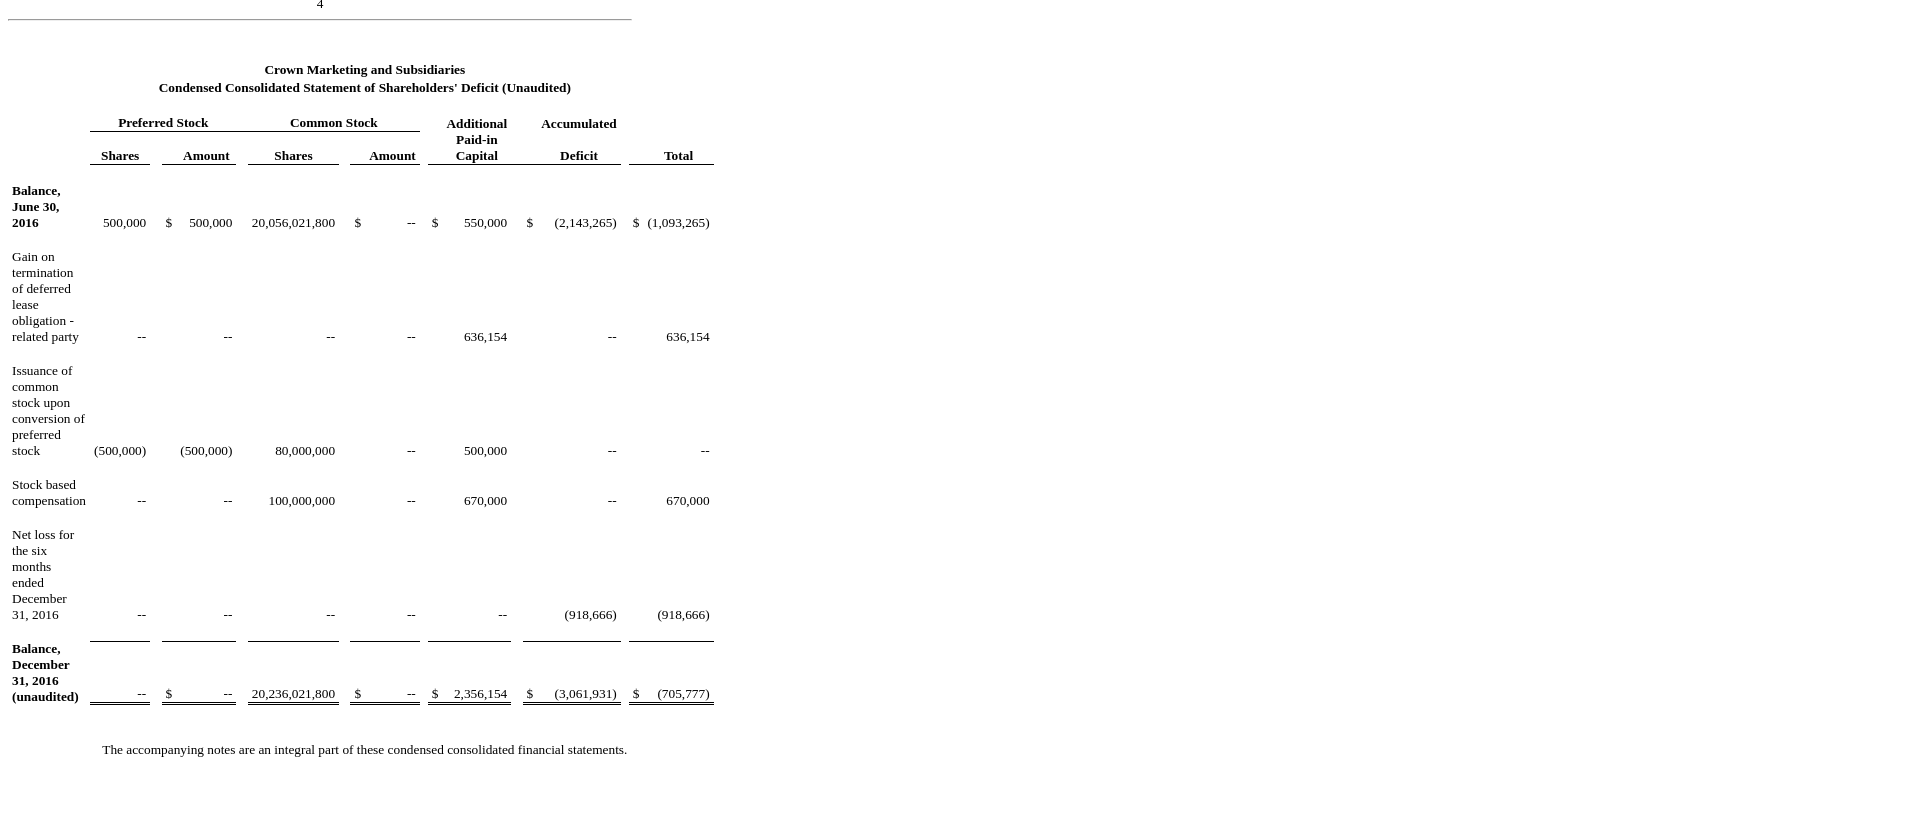 4
Crown Marketing and Subsidiaries
Condensed Consolidated Statement of Shareholders' Deficit (Unaudited)
Preferred Stock Common Stock Additional Accumulated
Paid-in
Shares Amount Shares Amount Capital Deficit Total
Balance,
June 30,
2016 500,000 $ 500,000 20,056,021,800 $ -- $ 550,000 $ (2,143,265) $ (1,093,265)
Gain on
termination
of deferred
lease
obligation -
related party -- -- -- -- 636,154 -- 636,154
Issuance of
common
stock upon
conversion of
preferred
stock (500,000) (500,000) 80,000,000 -- 500,000 -- --
Stock based
compensation -- -- 100,000,000 -- 670,000 -- 670,000
Net loss for
the six
months
ended
December
31, 2016 -- -- -- -- -- (918,666) (918,666)
Balance,
December
31, 2016
(unaudited) -- $ -- 20,236,021,800 $ -- $ 2,356,154 $ (3,061,931) $ (705,777)
The accompanying notes are an integral part of these condensed consolidated financial statements.